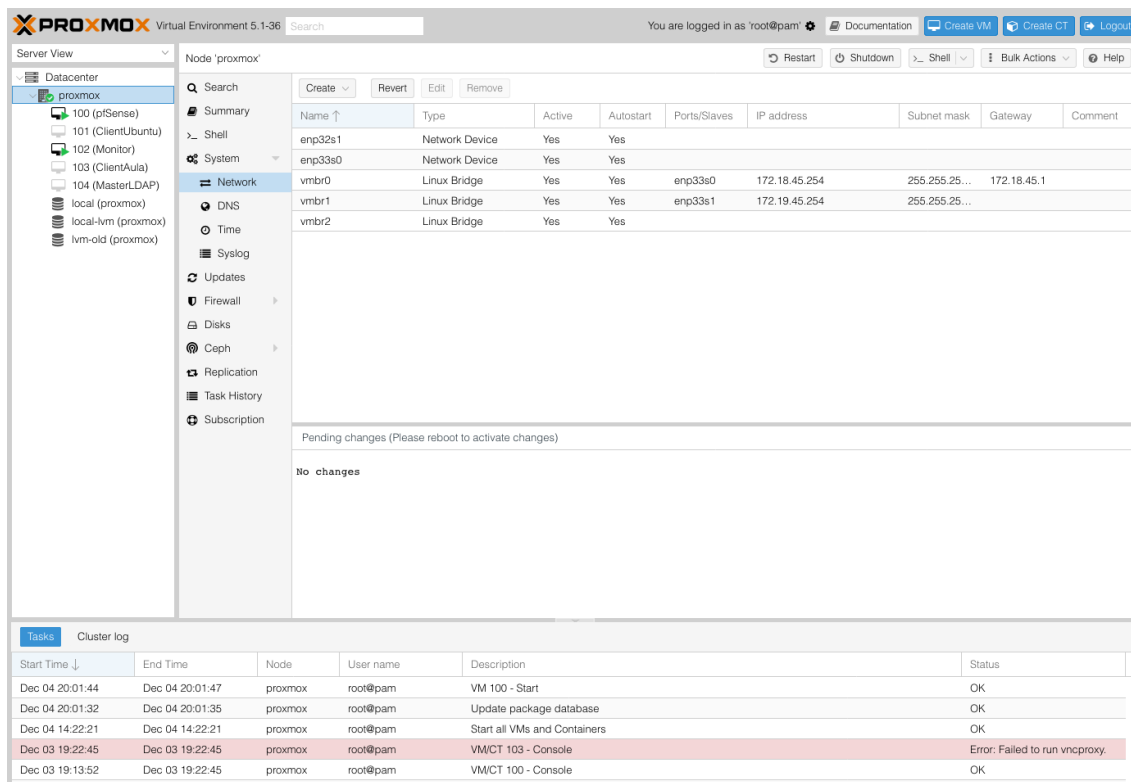 PROXMOX Virtual Environment 5.1-36 Search You are logged in as 'root@pam' Documentation Create VM Create CT Logout
Server View
Node 'proxmox' Restart Shutdown >_ Shell Bulk Actions Help
Datacenter
proxmox
100 (pfSense)
101 (ClientUbuntu)
102 (Monitor)
103 (ClientAula)
104 (MasterLDAP)
local (proxmox)
local-lvm (proxmox)
lvm-old (proxmox)
Search
Summary
>_ Shell
System
Network
DNS
Time
Syslog
Updates
Firewall
Disks
Ceph
Replication
Task History
Subscription
Create Revert Edit Remove
Name ↑ Type Active Autostart Ports/Slaves IP address Subnet mask Gateway Comment
enp32s1 Network Device Yes Yes
enp33s0 Network Device Yes Yes
vmbr0 Linux Bridge Yes Yes enp33s0 172.18.45.254 255.255.25... 172.18.45.1
vmbr1 Linux Bridge Yes Yes enp33s1 172.19.45.254 255.255.25...
vmbr2 Linux Bridge Yes Yes
Pending changes (Please reboot to activate changes)
No changes
Tasks Cluster log
Start Time ↓ End Time Node User name Description Status
Dec 04 20:01:44 Dec 04 20:01:47 proxmox root@pam VM 100 - Start OK
Dec 04 20:01:32 Dec 04 20:01:35 proxmox root@pam Update package database OK
Dec 04 14:22:21 Dec 04 14:22:21 proxmox root@pam Start all VMs and Containers OK
Dec 03 19:22:45 Dec 03 19:22:45 proxmox root@pam VM/CT 103 - Console Error: Failed to run vncproxy.
Dec 03 19:13:52 Dec 03 19:22:45 proxmox root@pam VM/CT 100 - Console OK